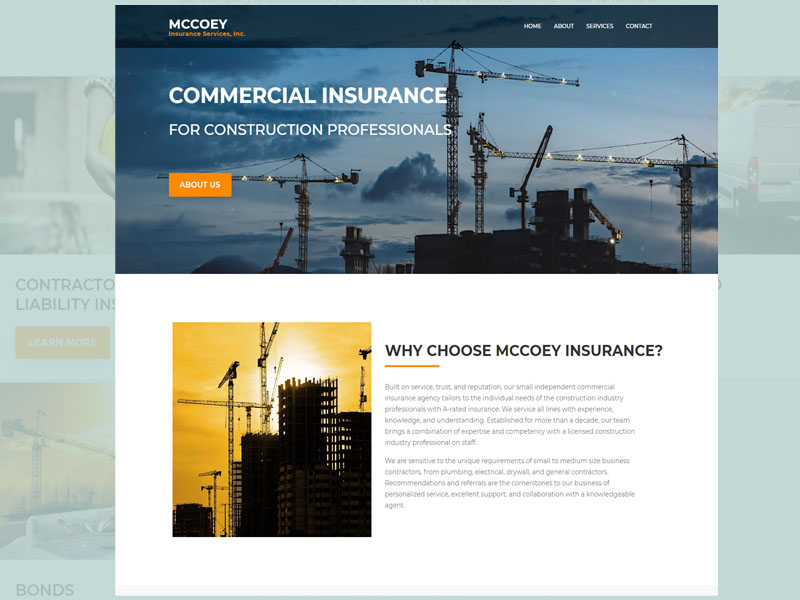 MCCOEY
Insurance Services, Inc.
HOME ABOUT SERVICES CONTACT
COMMERCIAL INSURANCE
FOR CONSTRUCTION PROFESSIONALS
ABOUT US
CONTRACTO
LIABILITY INS
LEARN MORE
WHY CHOOSE MCCOEY INSURANCE?
Built on service, trust, and reputation, our small independent commercial
insurance agency tailors to the individual needs of the construction industry
professionals with A-rated insurance. We service all lines with experience,
knowledge, and understanding. Established for more than a decade, our team
brings a combination of expertise and competency with a licensed construction
industry professional on staff.
We are sensitive to the unique requirements of small to medium size business
contractors, from plumbing, electrical, drywall, and general contractors.
Recommendations and referrals are the cornerstones to our business of
personalized service, excellent support, and collaboration with a knowledgeable
agent.
BONDS